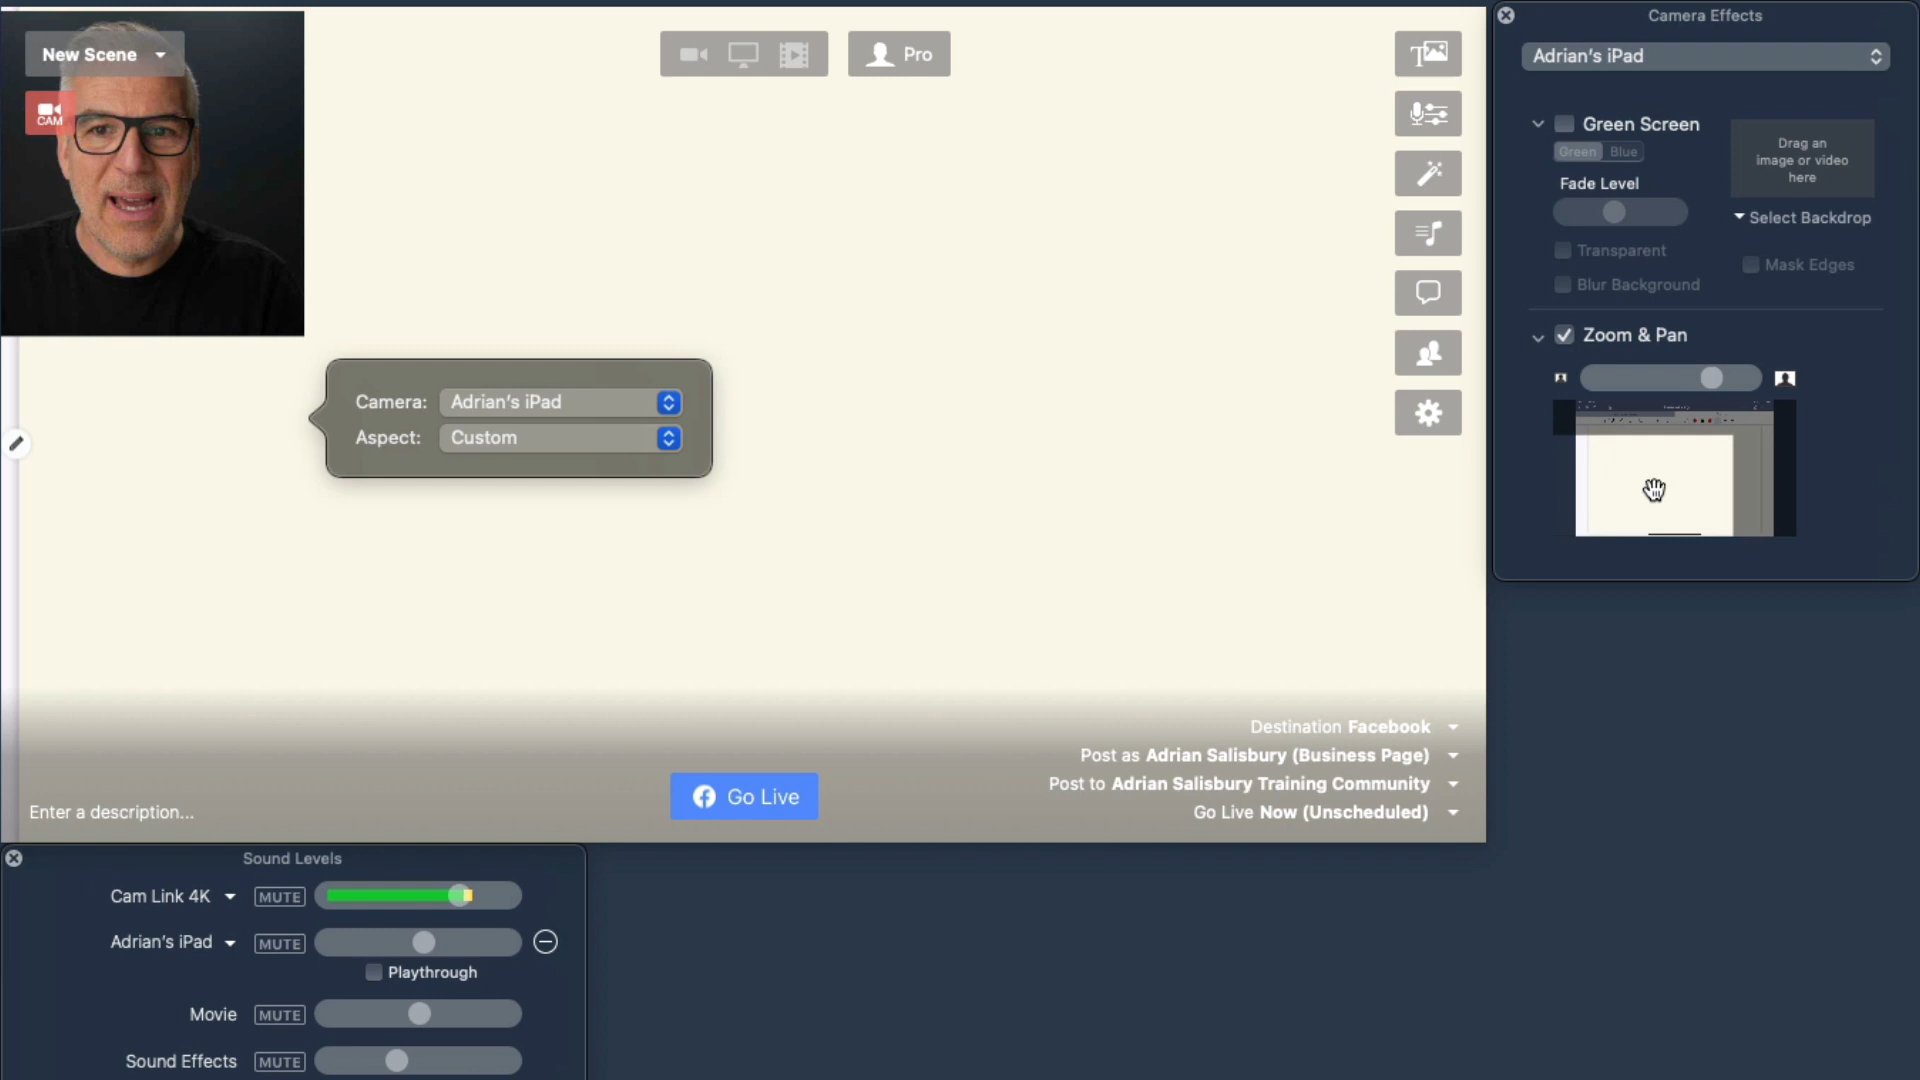 New Scene
CAM
Pro
Camera: Adrian's iPad
Aspect: Custom
Destination Facebook
Post as Adrian Salisbury (Business Page)
Post to Adrian Salisbury Training Community
Go Live Now (Unscheduled)
Go Live
Enter a description...
Camera Effects
Adrian's iPad
Green Screen
Green Blue
Fade Level
Transparent
Blur Background
Drag an
image or video
here
Select Backdrop
Mask Edges
Zoom & Pan
Sound Levels
Cam Link 4K MUTE
Adrian's iPad MUTE
Playthrough
Movie MUTE
Sound Effects MUTE